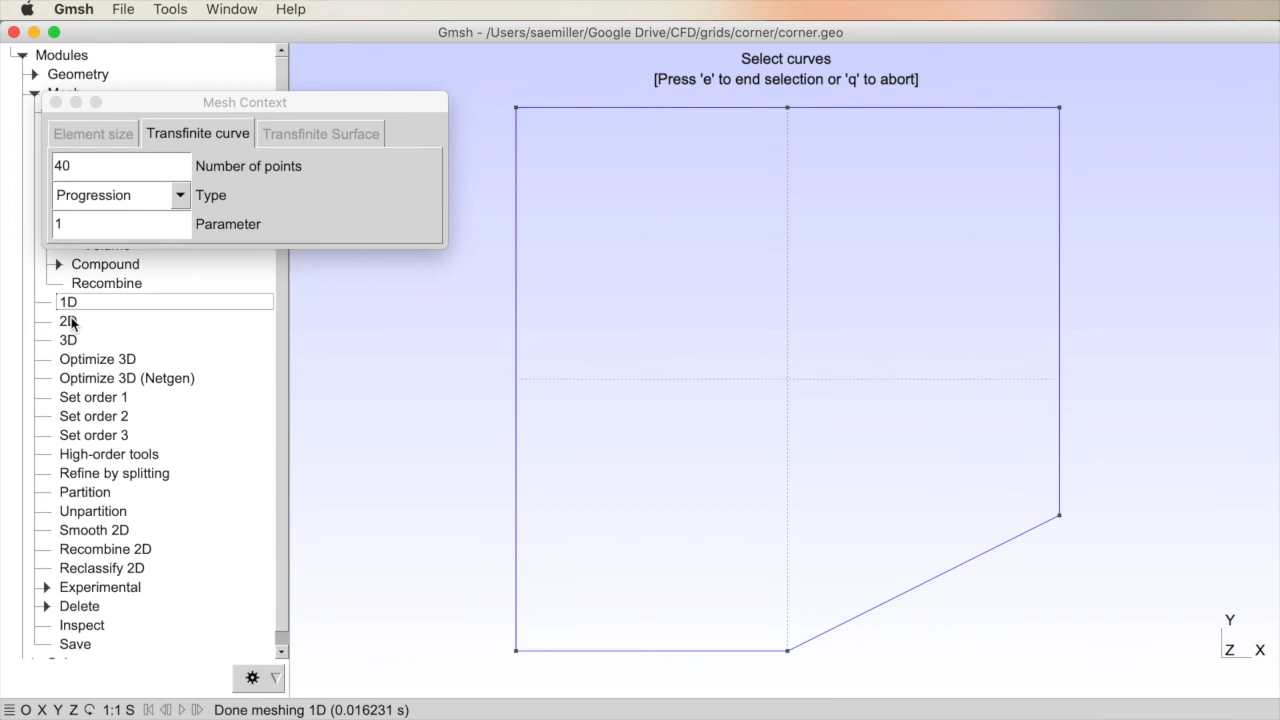 Gmsh File Tools Window Help
Gmsh - /Users/saemiller/Google Drive/CFD/grids/corner/corner.geo
Modules
Geometry
Mesh Context
Element size Transfinite curve Transfinite Surface
40 Number of points
Progression Type
1 Parameter
Compound
Recombine
1D
2D
3D
Optimize 3D
Optimize 3D (Netgen)
Set order 1
Set order 2
Set order 3
High-order tools
Refine by splitting
Partition
Unpartition
Smooth 2D
Recombine 2D
Reclassify 2D
Experimental
Delete
Inspect
Save
Select curves
[Press 'e' to end selection or 'q' to abort]
Y
Z X
O X Y Z 1:1 S Done meshing 1D (0.016231 s)